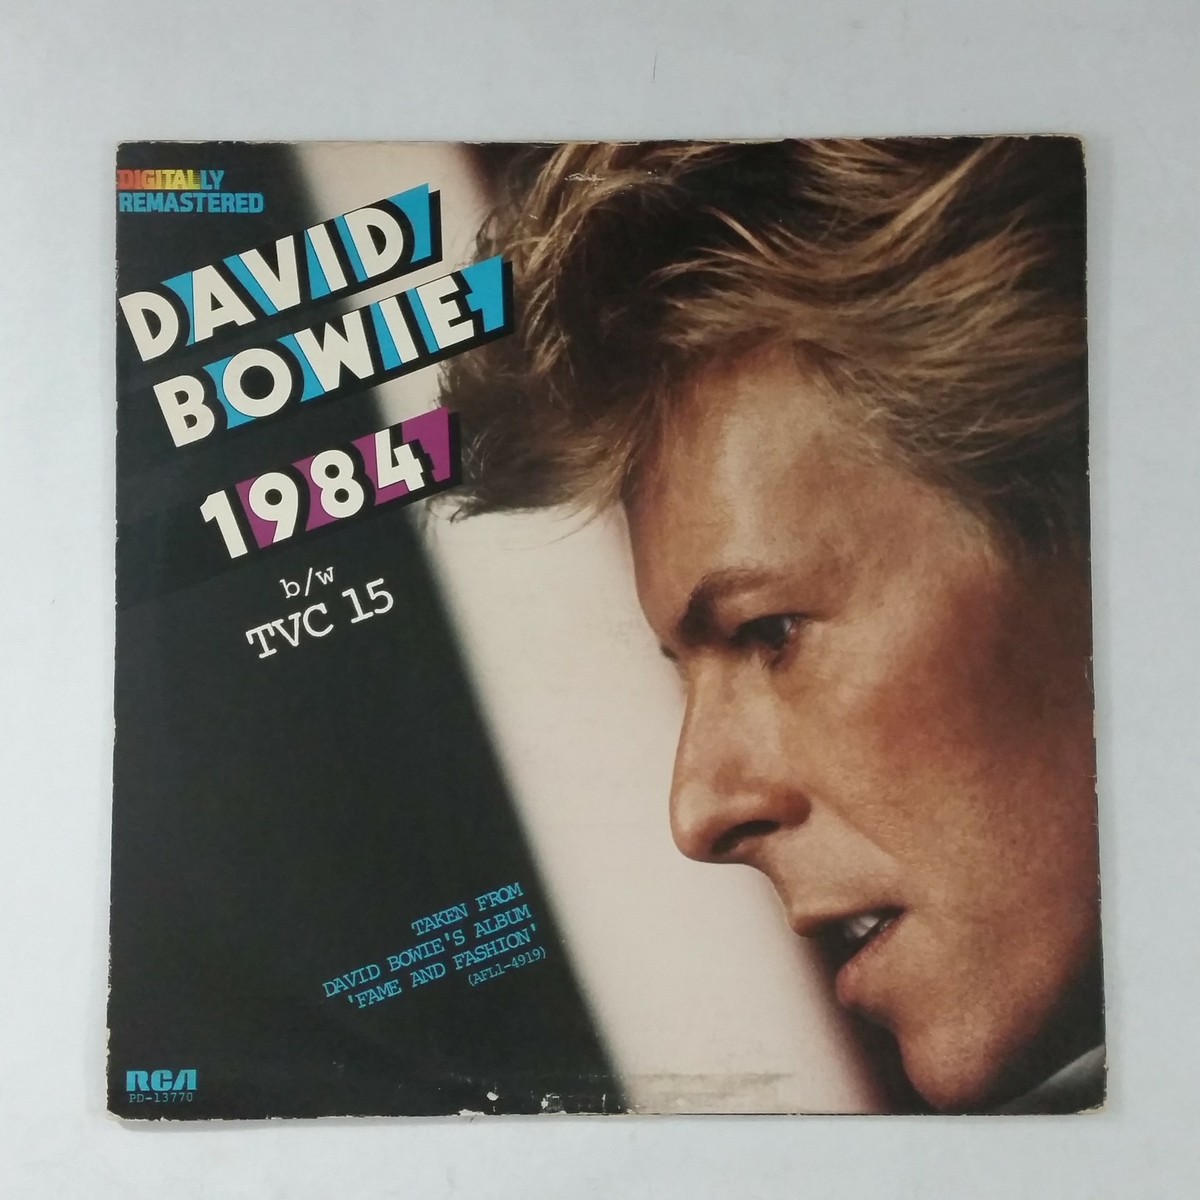 DIGITALLY
REMASTERED
DAVID
BOWIE
1984
b/w
TVC 15
TAKEN FROM
DAVID BOWIE'S ALBUM
'FAME AND FASHION'
(AFL1-4919)
RCA
PD-13770